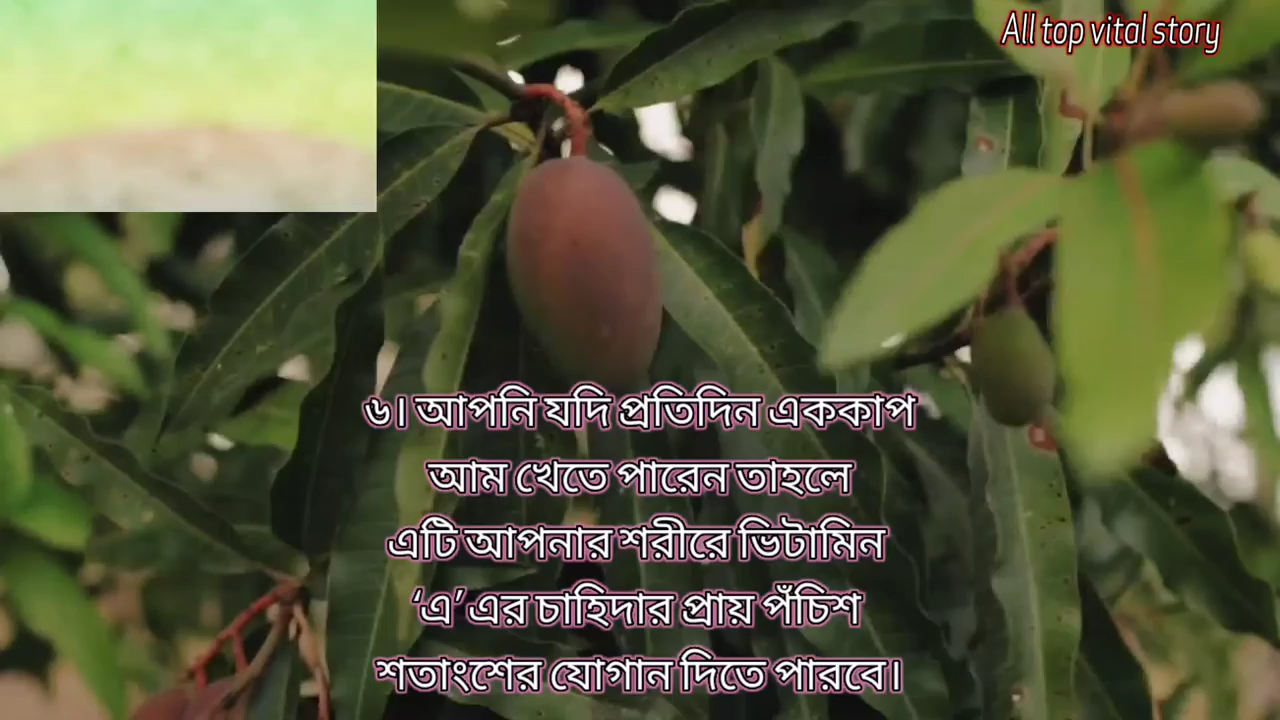 All top vital story
৬। আপনি যদি প্রতিদিন এককাপ
আম খেতে পারেন তাহলে
এটি আপনার শরীরে ভিটামিন
‘এ’ এর চাহিদার প্রায় পঁচিশ
শতাংশের যোগান দিতে পারবে।